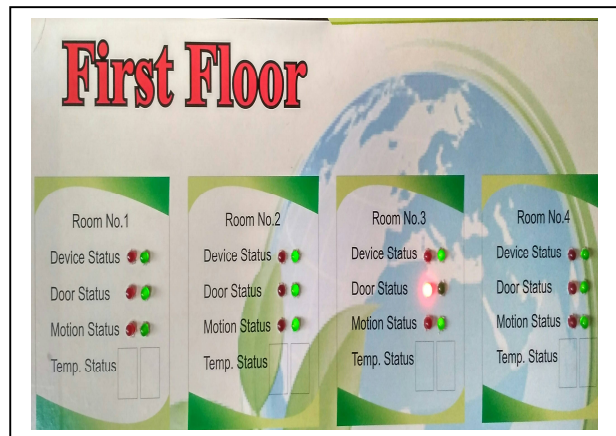 First Floor
Room No.1
Device Status
Door Status
Motion Status
Temp. Status
Room No.2
Device Status
Door Status
Motion Status
Temp. Status
Room No.3
Device Status
Door Status
Motion Status
Temp. Status
Room No.4
Device Status
Door Status
Motion Status
Temp. Status